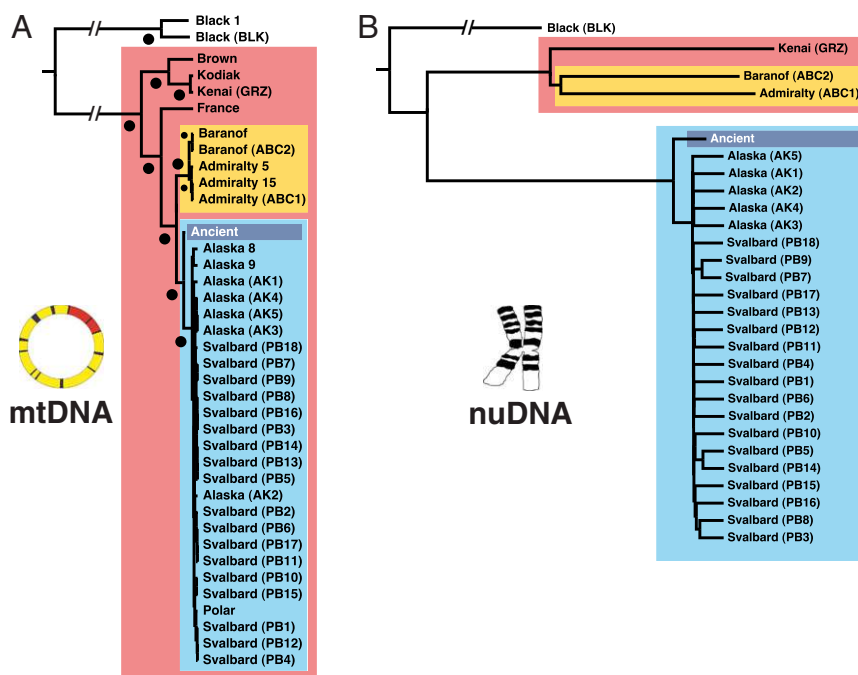 A
Black 1
Black (BLK)
Brown
Kodiak
Kenai (GRZ)
France
Baranof
Baranof (ABC2)
Admiralty 5
Admiralty 15
Admiralty (ABC1)
Ancient
Alaska 8
Alaska 9
Alaska (AK1)
Alaska (AK4)
Alaska (AK5)
Alaska (AK3)
Svalbard (PB18)
Svalbard (PB7)
Svalbard (PB9)
Svalbard (PB8)
Svalbard (PB16)
Svalbard (PB3)
Svalbard (PB14)
Svalbard (PB13)
Svalbard (PB5)
Alaska (AK2)
Svalbard (PB2)
Svalbard (PB6)
Svalbard (PB17)
Svalbard (PB11)
Svalbard (PB10)
Svalbard (PB15)
Polar
Svalbard (PB1)
Svalbard (PB12)
Svalbard (PB4)
mtDNA
B
Black (BLK)
Kenai (GRZ)
Baranof (ABC2)
Admiralty (ABC1)
Ancient
Alaska (AK5)
Alaska (AK1)
Alaska (AK2)
Alaska (AK4)
Alaska (AK3)
Svalbard (PB18)
Svalbard (PB9)
Svalbard (PB7)
Svalbard (PB17)
Svalbard (PB13)
Svalbard (PB12)
Svalbard (PB11)
Svalbard (PB4)
Svalbard (PB1)
Svalbard (PB6)
Svalbard (PB2)
Svalbard (PB10)
Svalbard (PB5)
Svalbard (PB14)
Svalbard (PB15)
Svalbard (PB16)
Svalbard (PB8)
Svalbard (PB3)
nuDNA